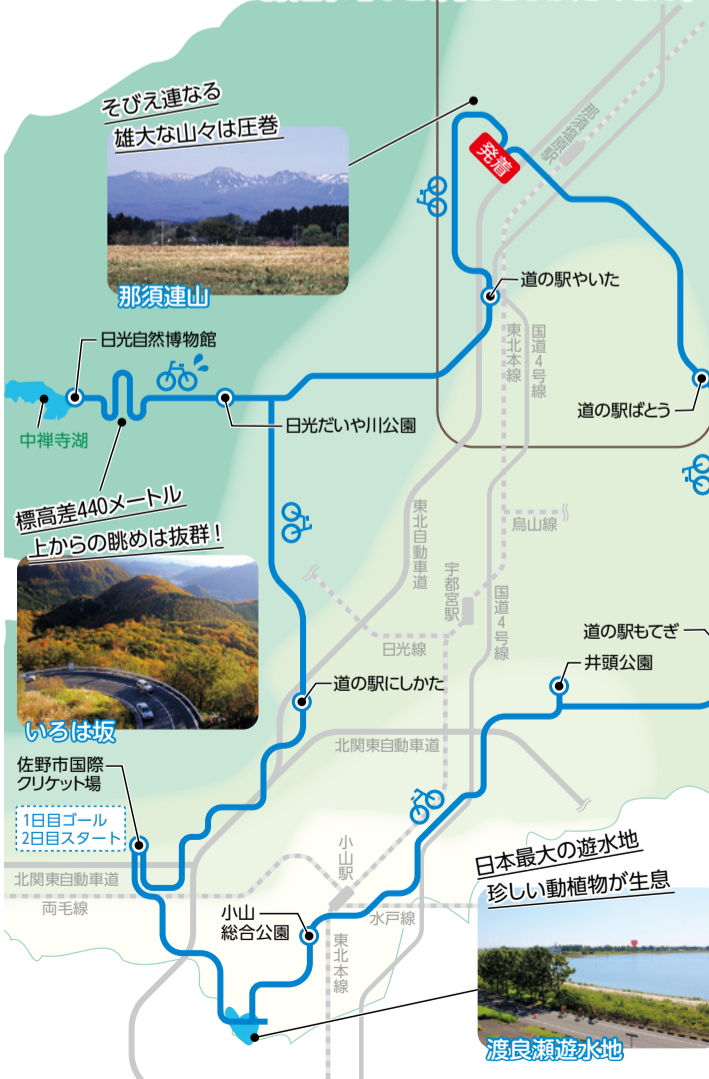 そびえ連なる
雄大な山々は圧巻
那須連山
発着
那須塩原駅
道の駅やいた
東北本線
国道4号線
道の駅ばとう
日光自然博物館
中禅寺湖
日光だいや川公園
標高差440メートル
上からの眺めは抜群!
いろは坂
東北自動車道
烏山線
宇都宮駅
国道4号線
日光線
道の駅もてぎ
井頭公園
道の駅にしかた
北関東自動車道
佐野市国際
クリケット場
1日目ゴール
2日目スタート
北関東自動車道
両毛線
小山駅
小山
総合公園
水戸線
東北本線
日本最大の遊水地
珍しい動植物が生息
渡良瀬遊水地